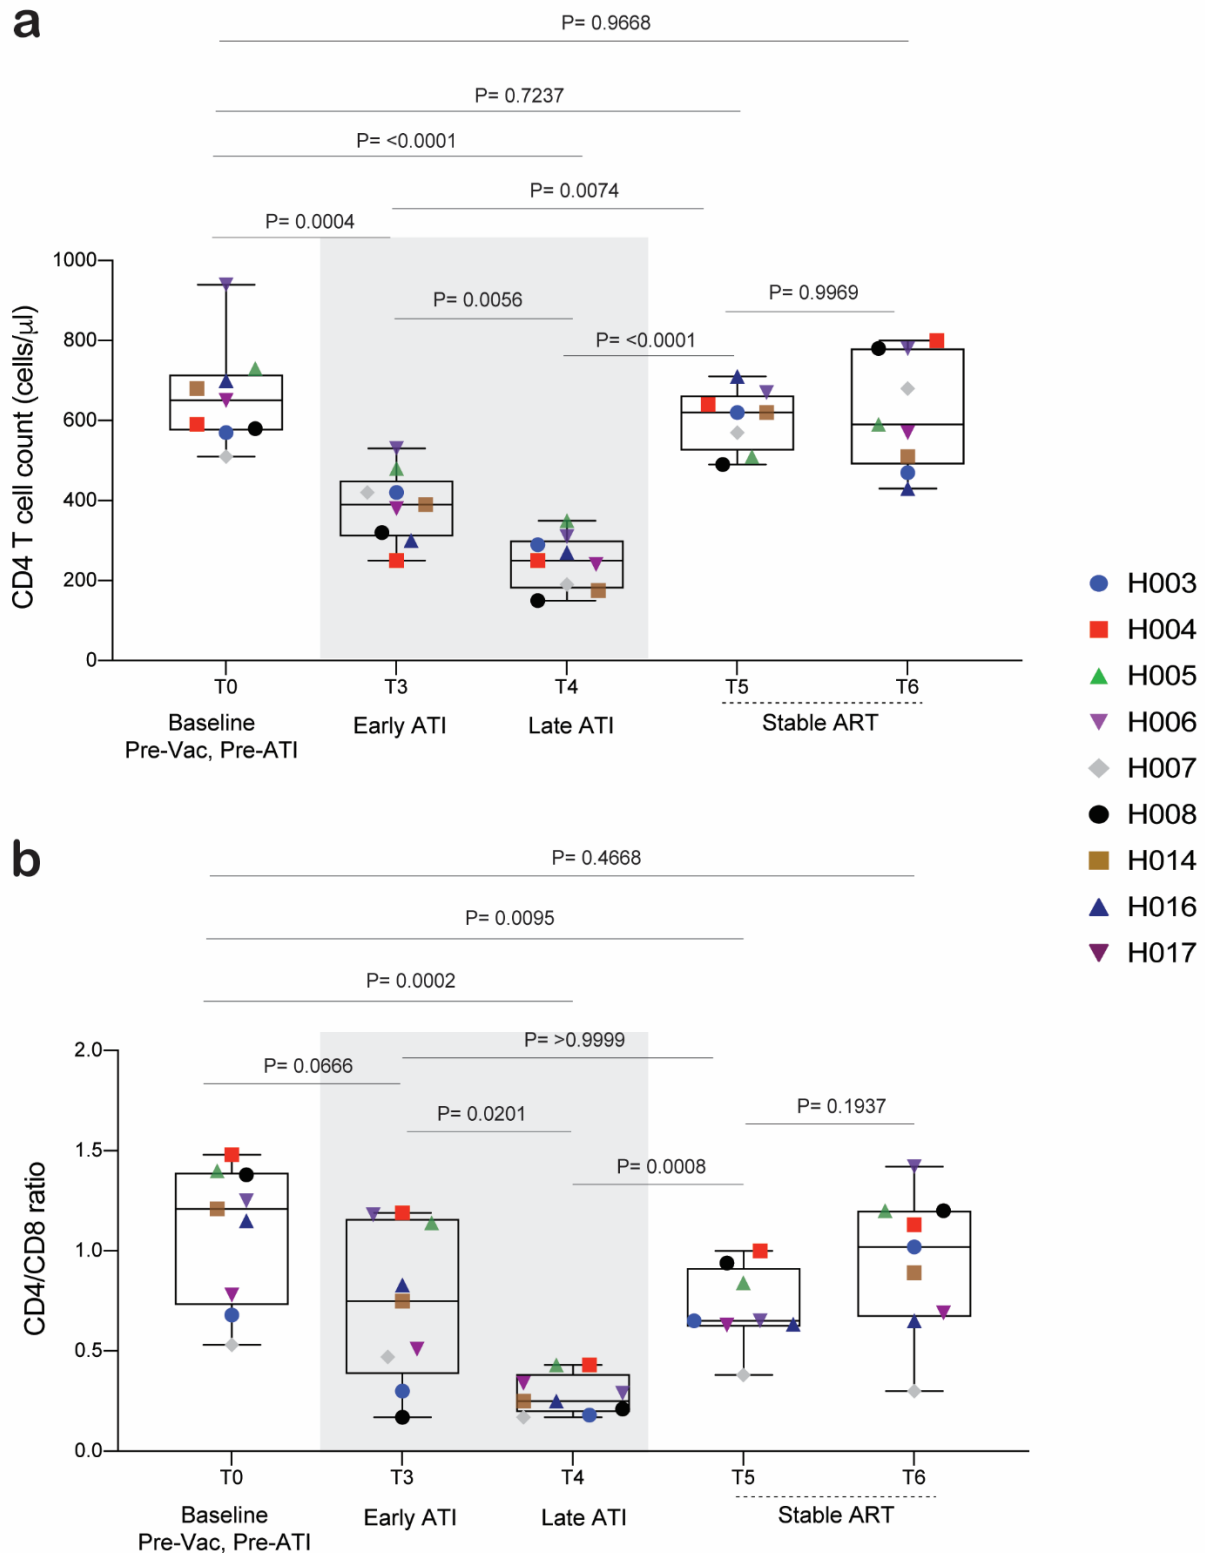 a
P= 0.9668
P= 0.7237
P= <0.0001
P= 0.0074
P= 0.0004
P= 0.0056
P= 0.9969
P= <0.0001
CD4 T cell count (cells/µl)
1000
800
600
400
200
0
T0 T3 T4 T5 T6
Baseline
Pre-Vac, Pre-ATI
Early ATI
Late ATI
Stable ART
H003
H004
H005
H006
H007
H008
H014
H016
H017
b
P= 0.4668
P= 0.0095
P= 0.0002
P= >0.9999
P= 0.0666
P= 0.0201
P= 0.1937
P= 0.0008
CD4/CD8 ratio
2.0
1.5
1.0
0.5
0.0
T0 T3 T4 T5 T6
Baseline
Pre-Vac, Pre-ATI
Early ATI
Late ATI
Stable ART